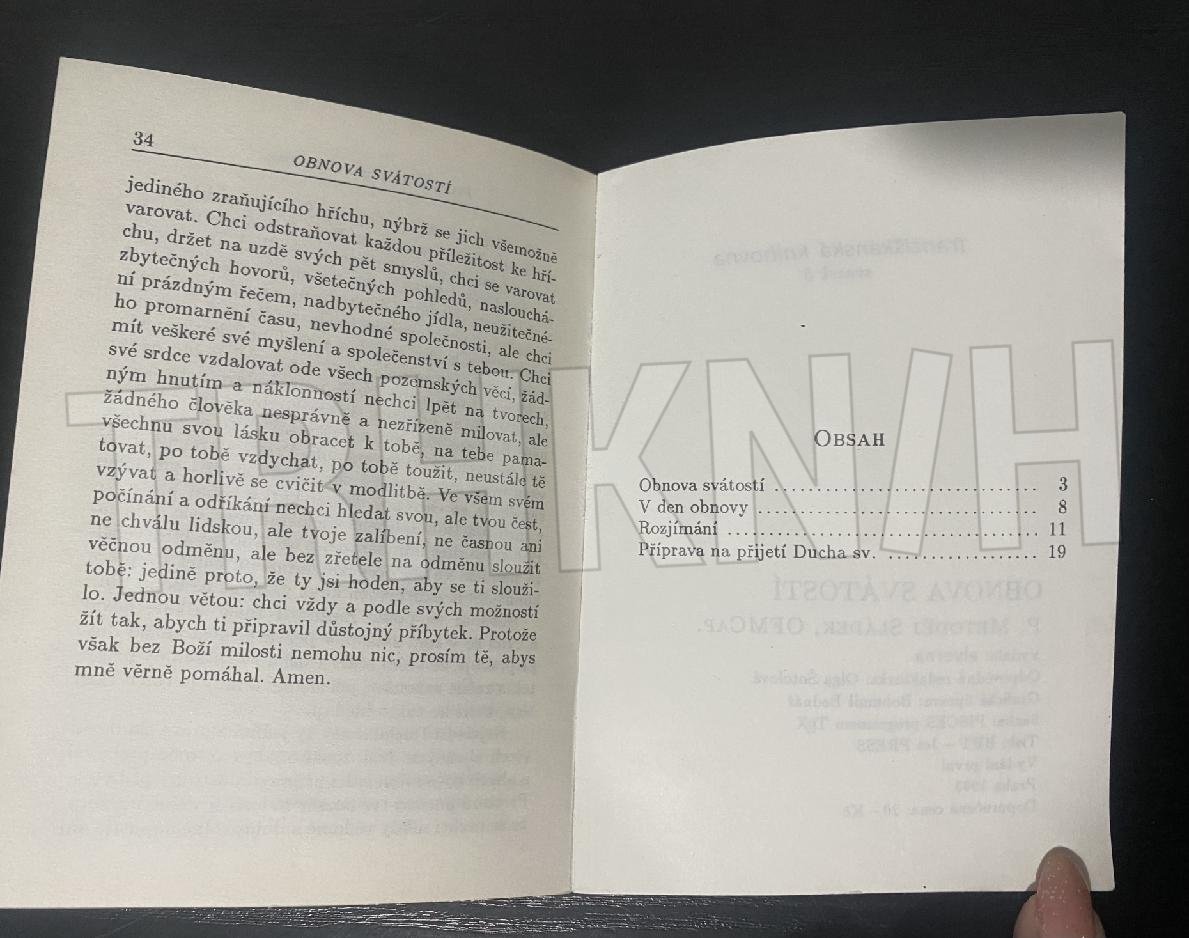 34
OBNOVA SVÁTOSTÍ
jediného zraňujícího hříchu, nýbrž se jich všemožně
varovat. Chci odstraňovat každou příležitost ke hří-
chu, držet na uzdě svých pět smyslů, chci se varovat
zbytečných hovorů, všetečných pohledů, naslouchá-
ní prázdným řečem, nadbytečného jídla, neužitečné-
ho promarnění času, nevhodné společnosti, ale chci
mít veškeré své myšlení a společenství s tebou. Chci
své srdce vzdalovat ode všech pozemských věcí, žád-
ným hnutím a náklonností nechci lpět na tvorech,
žádného člověka nesprávně a nezřízeně milovat, ale
všechnu svou lásku obracet k tobě, na tebe pama-
tovat, po tobě vzdychat, po tobě toužit, neustále tě
vzývat a horlivě se cvičit v modlitbě. Ve všem svém
počínání a odříkání nechci hledat svou, ale tvou čest,
ne chválu lidskou, ale tvoje zalíbení, ne časnou ani
věčnou odměnu, ale bez zřetele na odměnu sloužit
tobě: jedině proto, že ty jsi hoden, aby se ti slouži-
lo. Jednou větou: chci vždy a podle svých možností
žít tak, abych ti připravil důstojný příbytek. Protože
však bez Boží milosti nemohu nic, prosím tě, abys
mně věrně pomáhal. Amen.
OBSAH
Obnova svátostí 3
V den obnovy 8
Rozjímání 11
Příprava na přijetí Ducha sv. 19
františkánská knihovna
OBNOVA SVÁTOSTÍ
P. METODĚJ SLÁDEK, OFMCAP.